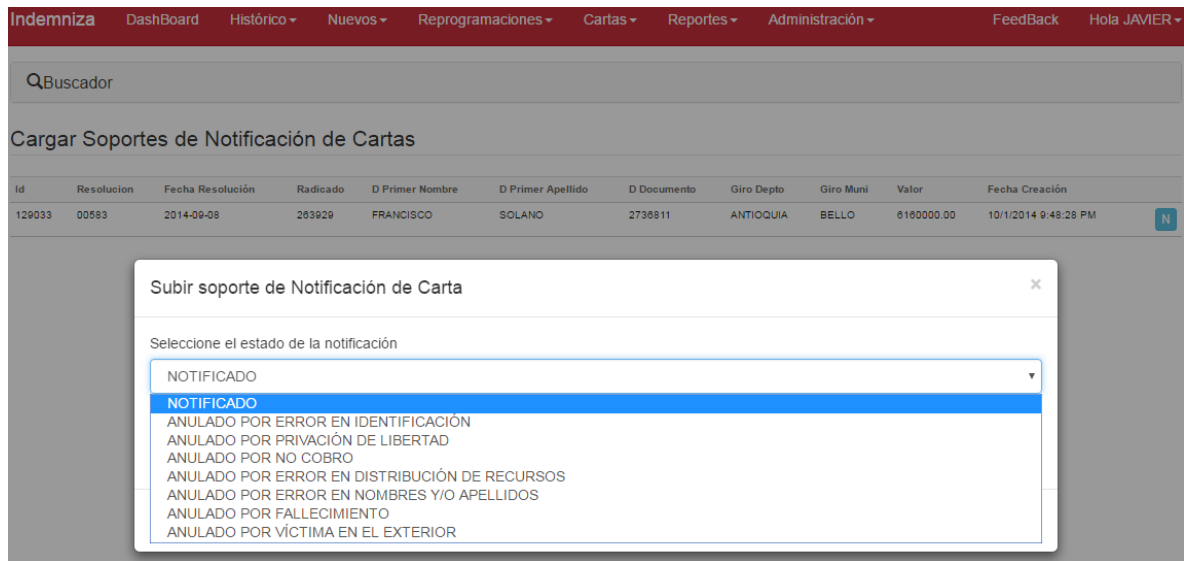 Indemniza DashBoard Histórico Nuevos Reprogramaciones Cartas Reportes Administración FeedBack Hola JAVIER
Buscador
Cargar Soportes de Notificación de Cartas
Id Resolucion Fecha Resolución Radicado D Primer Nombre D Primer Apellido D Documento Giro Depto Giro Muni Valor Fecha Creación
129033 00583 2014-09-08 263929 FRANCISCO SOLANO 2736811 ANTIOQUIA BELLO 6160000.00 10/1/2014 9:48:28 PM N
Subir soporte de Notificación de Carta ×
Seleccione el estado de la notificación
NOTIFICADO
NOTIFICADO
ANULADO POR ERROR EN IDENTIFICACIÓN
ANULADO POR PRIVACIÓN DE LIBERTAD
ANULADO POR NO COBRO
ANULADO POR ERROR EN DISTRIBUCIÓN DE RECURSOS
ANULADO POR ERROR EN NOMBRES Y/O APELLIDOS
ANULADO POR FALLECIMIENTO
ANULADO POR VÍCTIMA EN EL EXTERIOR